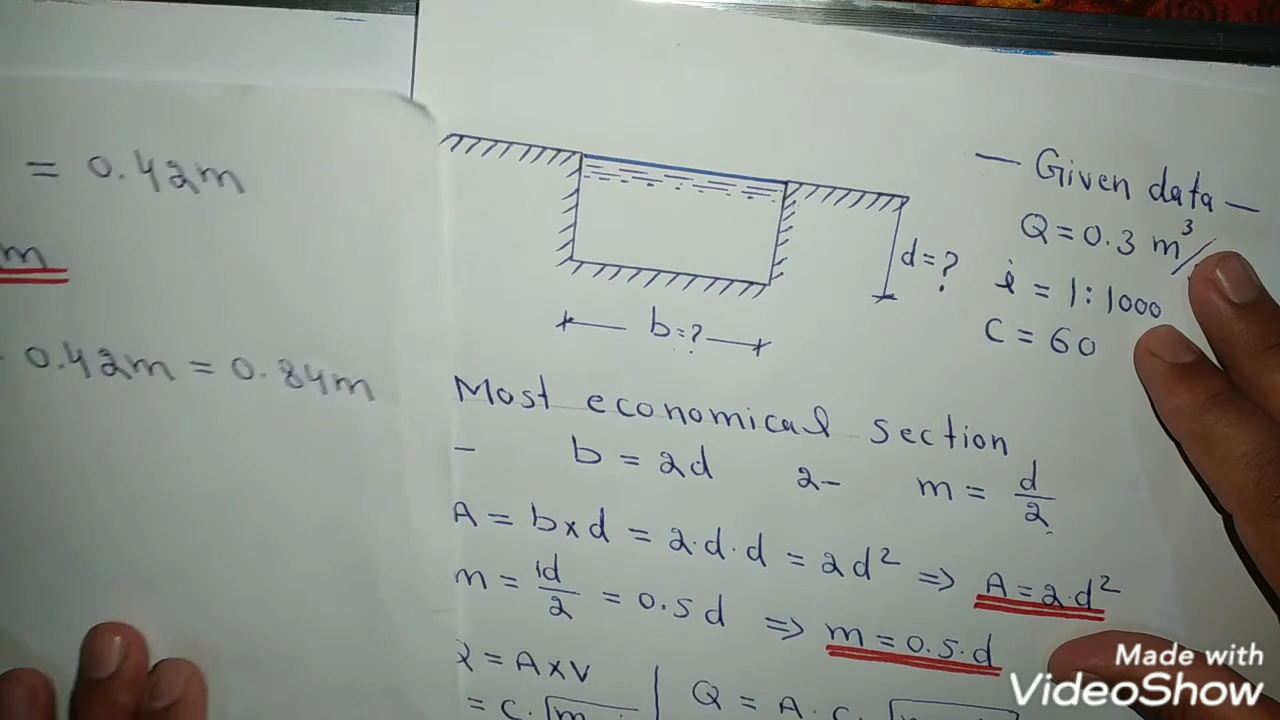 = 0.42m
m
0.42m = 0.84m
- Given data -
Q = 0.3 m³/
i = 1:1000
C = 60
d = ?
b = ?
Most economical section
- b = 2d 2- m = d/2
A = b×d = 2·d·d = 2d² ⇒ A = 2·d²
m = 1d/2 = 0.5d ⇒ m = 0.5·d
= A×V
= C·√m
Q = A·C·√
Made with
VideoShow